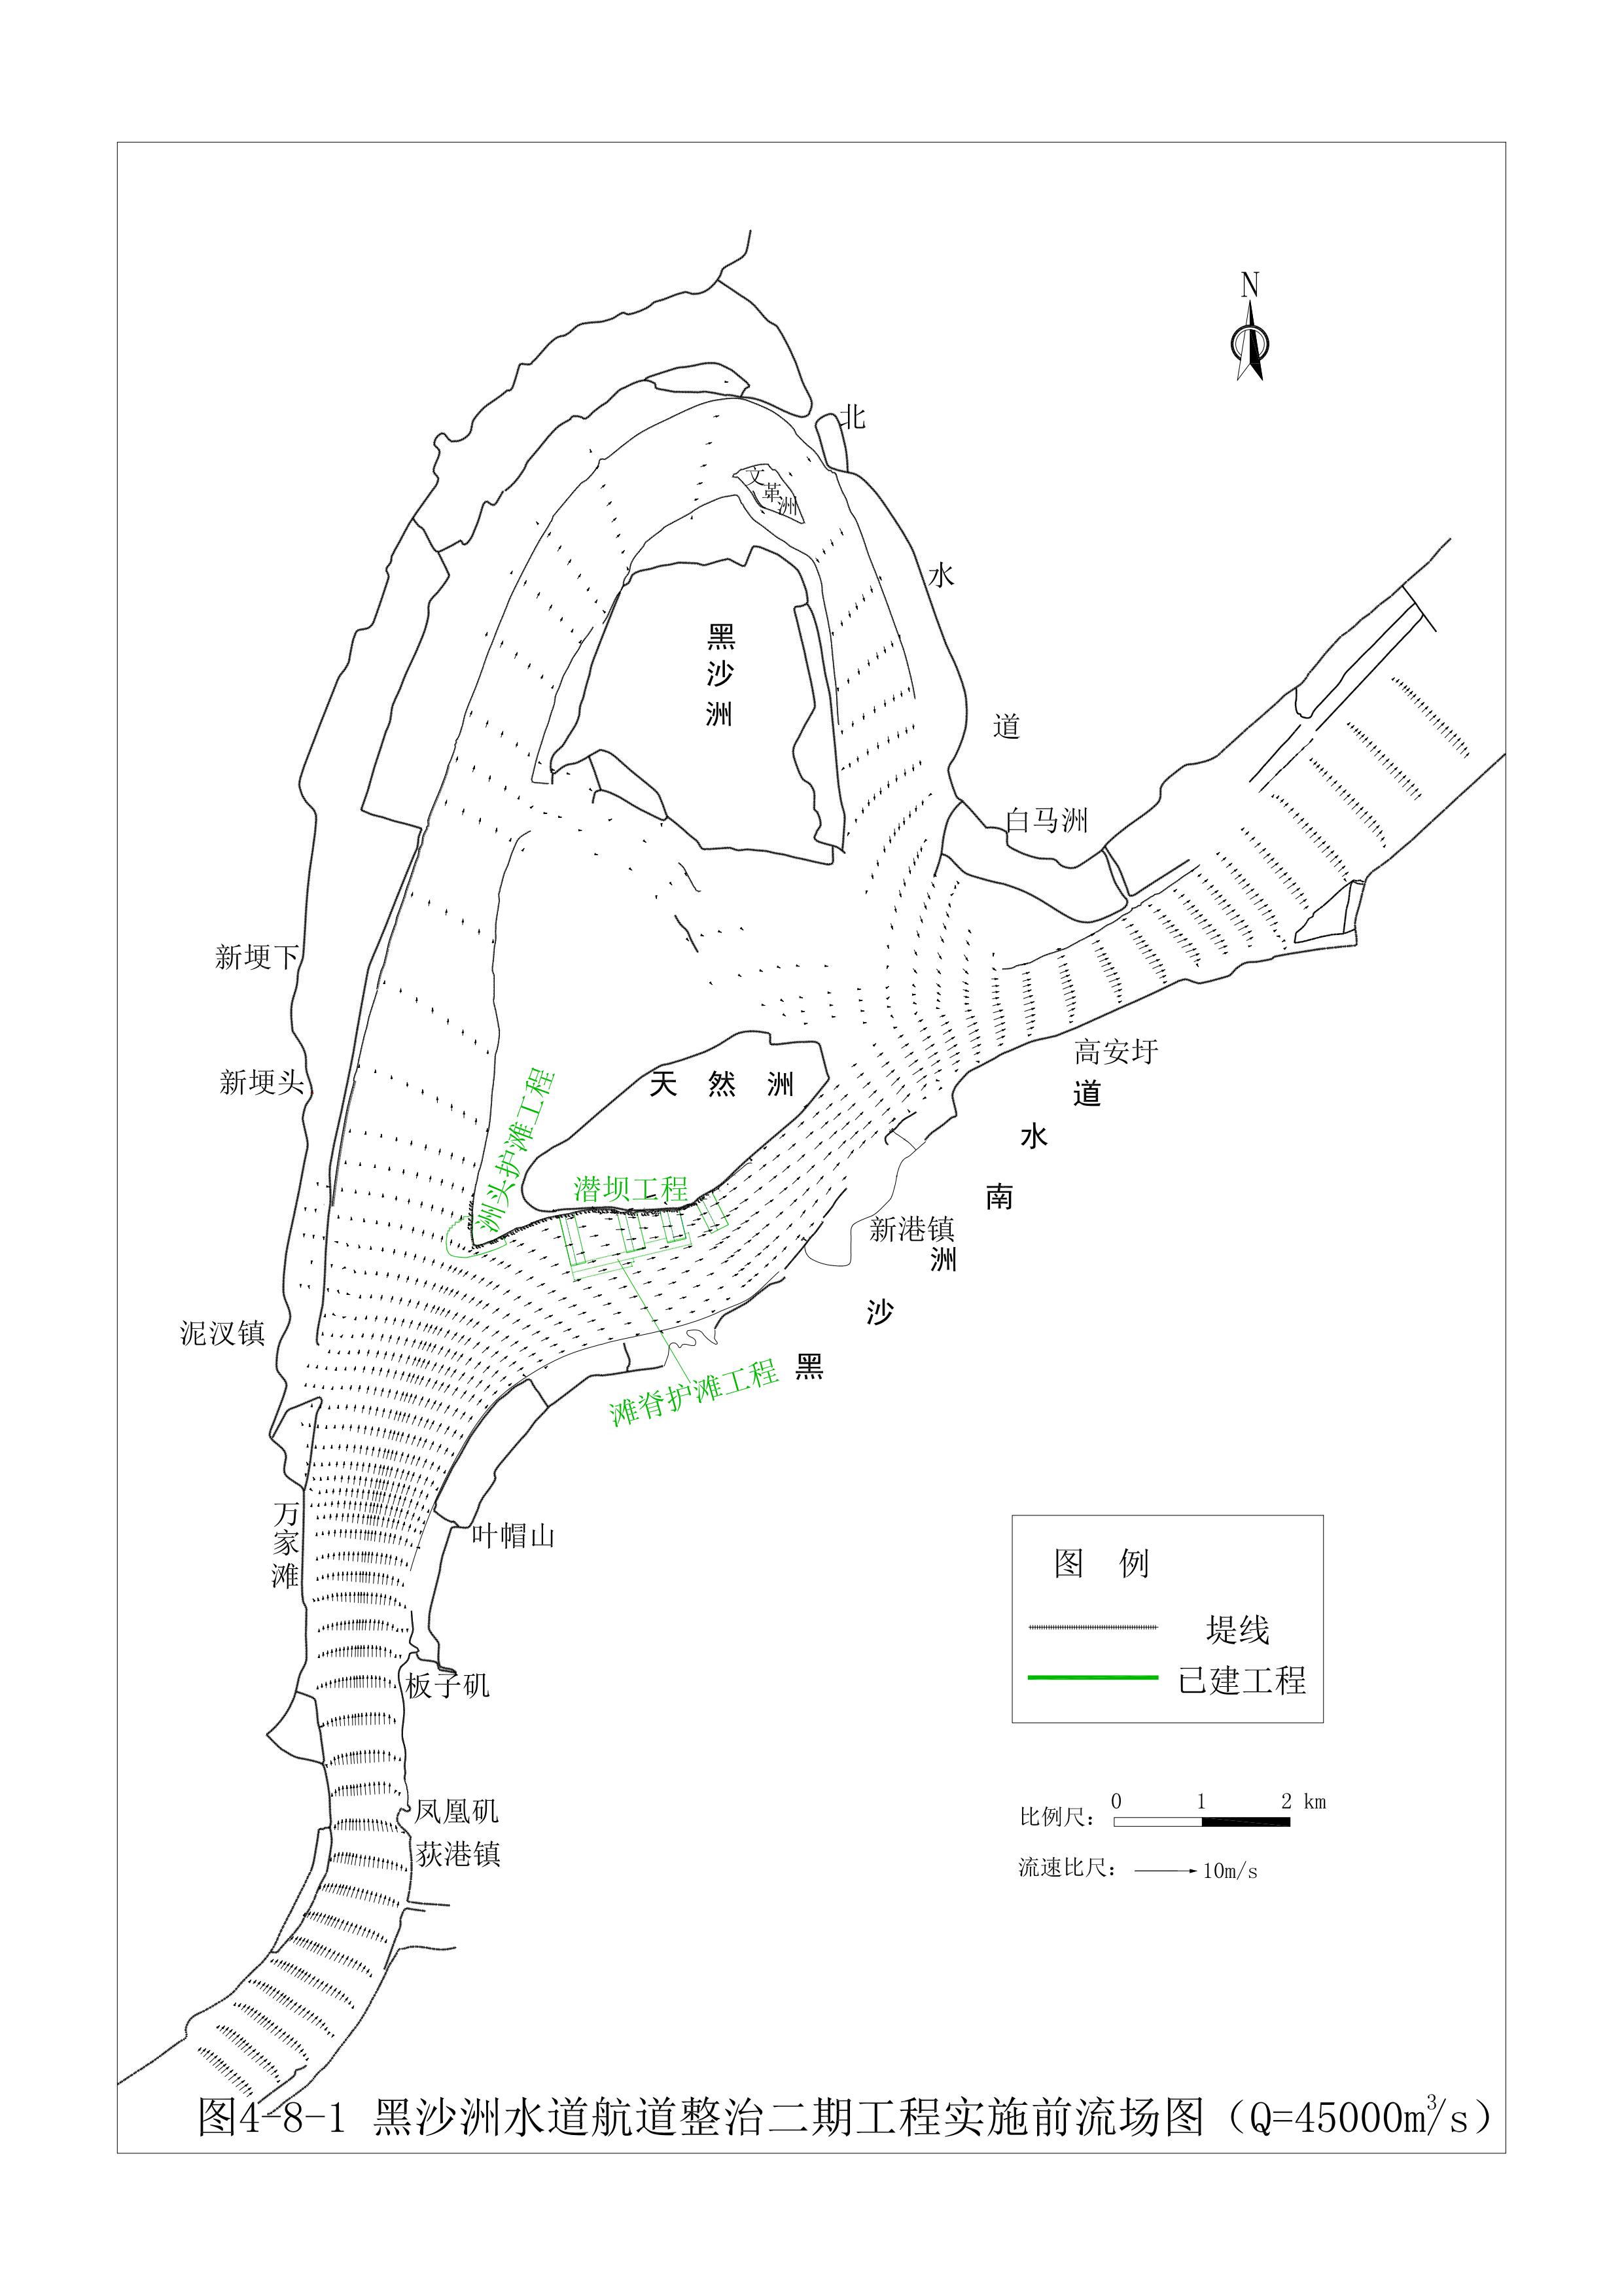 N
北
水
道
文
革
洲
黑
沙
洲
白马洲
新埂下
新埂头
高安圩
道
水
南
洲
沙
黑
天然洲
洲头护滩工程
潜坝工程
新港镇
泥汊镇
滩脊护滩工程
万
家
滩
叶帽山
板子矶
凤凰矶
荻港镇
图 例
堤线
已建工程
比例尺: 0 1 2 km
流速比尺: 10m/s
图4-8-1 黑沙洲水道航道整治二期工程实施前流场图（Q=45000m³/s）